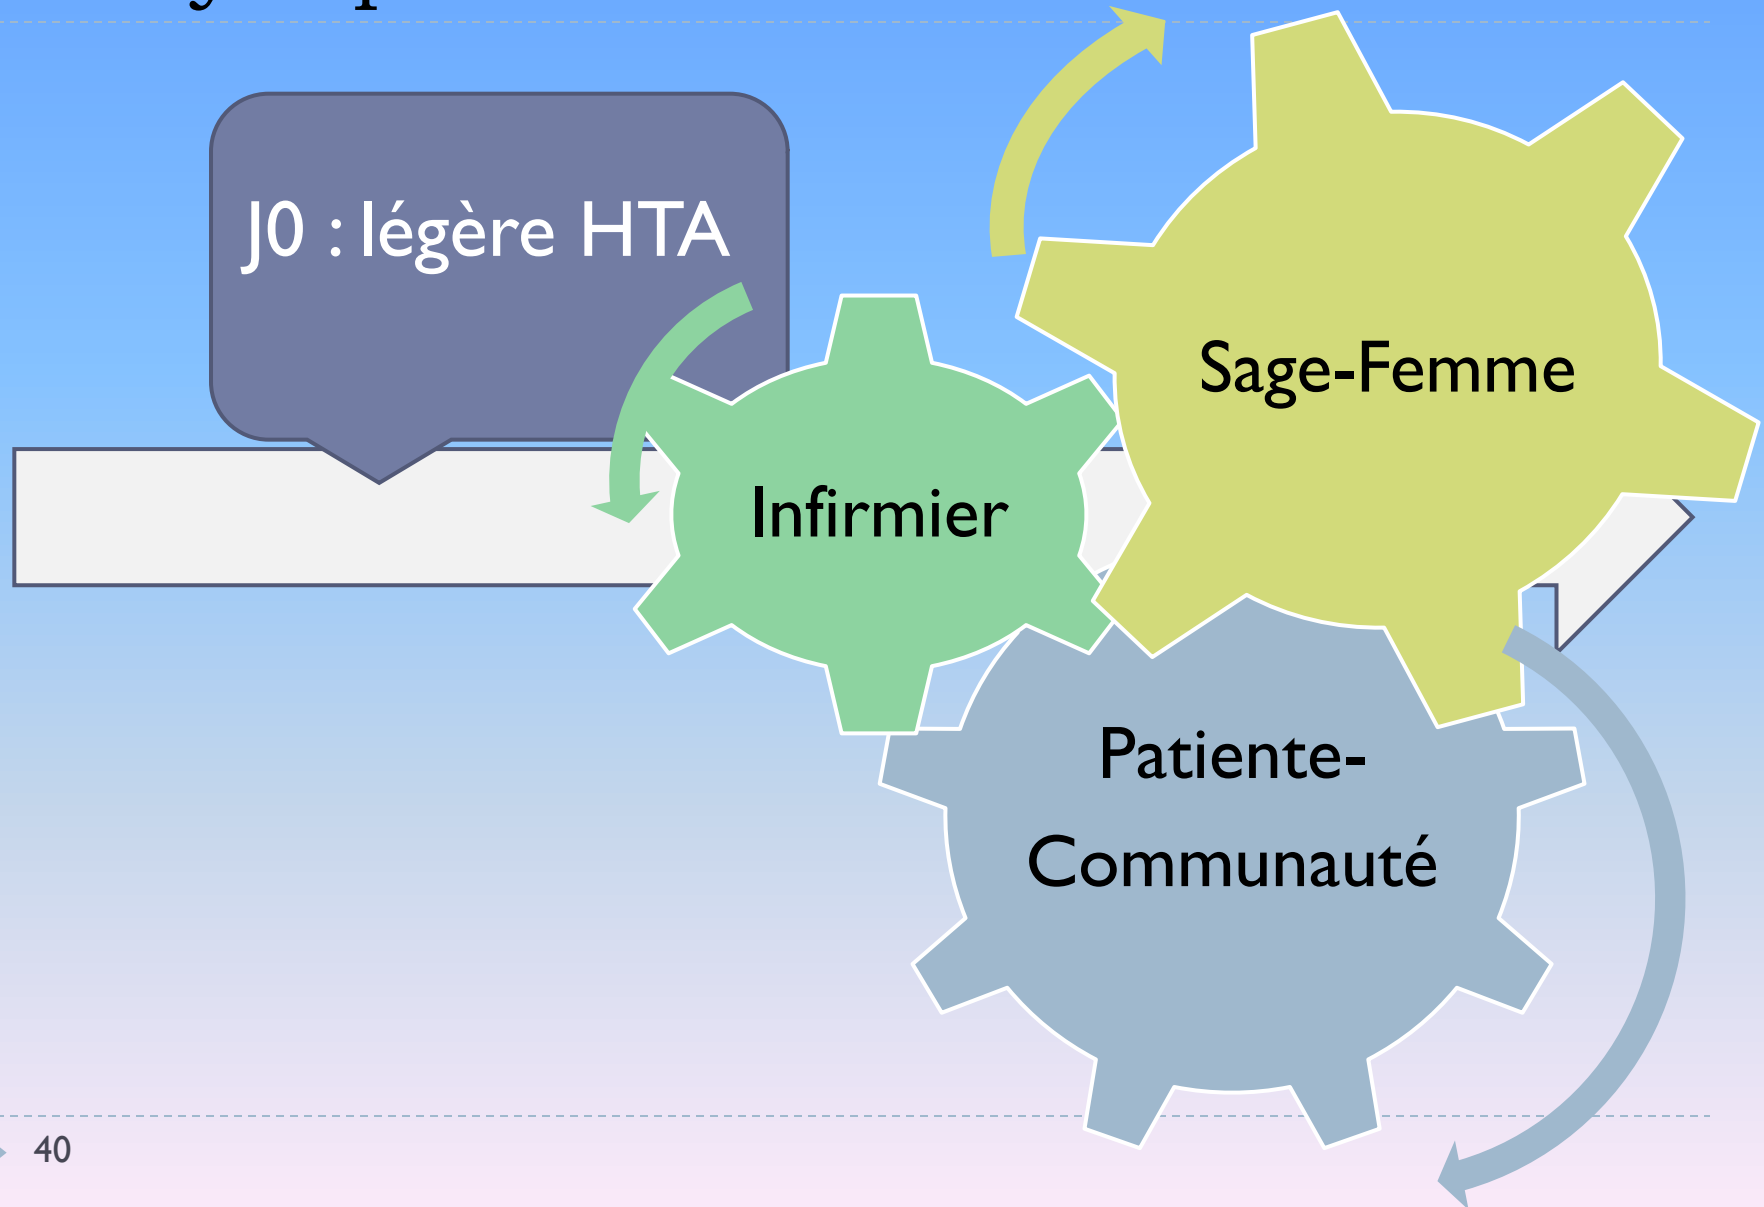 J0 : légère HTA
Sage-Femme
Infirmier
Patiente-
Communauté
40